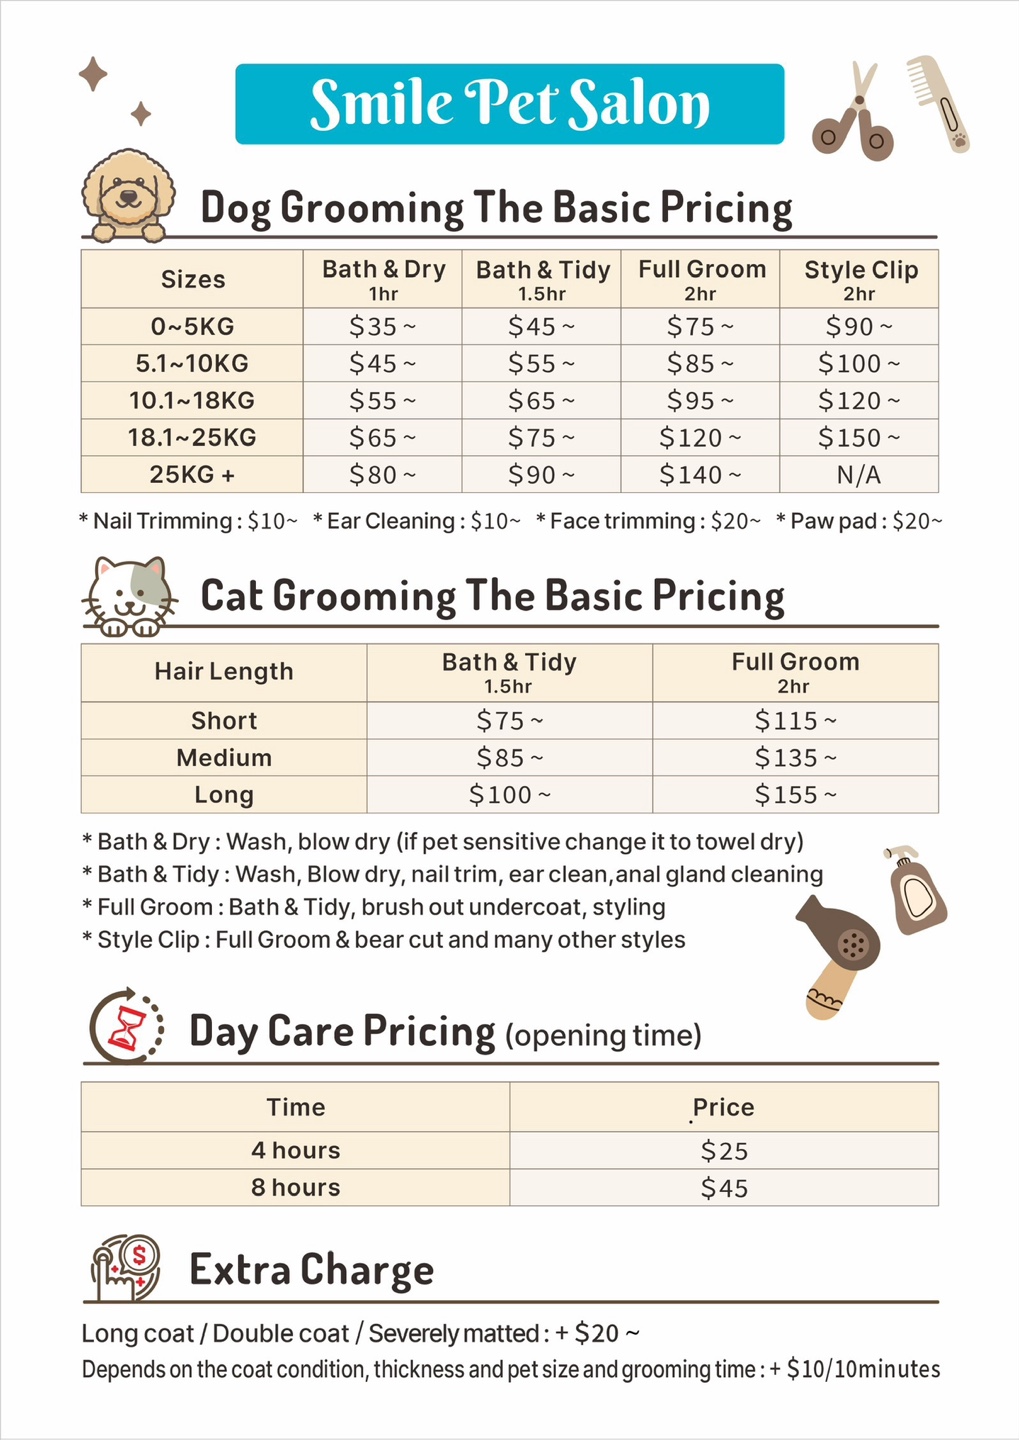 Smile Pet Salon
Dog Grooming The Basic Pricing
Sizes Bath & Dry 1hr Bath & Tidy 1.5hr Full Groom 2hr Style Clip 2hr
0~5KG $35 ~ $45 ~ $75 ~ $90 ~
5.1~10KG $45 ~ $55 ~ $85 ~ $100 ~
10.1~18KG $55 ~ $65 ~ $95 ~ $120 ~
18.1~25KG $65 ~ $75 ~ $120 ~ $150 ~
25KG + $80 ~ $90 ~ $140 ~ N/A
* Nail Trimming : $10~ * Ear Cleaning : $10~ * Face trimming : $20~ * Paw pad : $20~
Cat Grooming The Basic Pricing
Hair Length Bath & Tidy 1.5hr Full Groom 2hr
Short $75 ~ $115 ~
Medium $85 ~ $135 ~
Long $100 ~ $155 ~
* Bath & Dry : Wash, blow dry (if pet sensitive change it to towel dry)
* Bath & Tidy : Wash, Blow dry, nail trim, ear clean,anal gland cleaning
* Full Groom : Bath & Tidy, brush out undercoat, styling
* Style Clip : Full Groom & bear cut and many other styles
Day Care Pricing (opening time)
Time Price
4 hours $25
8 hours $45
$
Extra Charge
Long coat / Double coat / Severely matted : + $20 ~
Depends on the coat condition, thickness and pet size and grooming time : + $10/10minutes